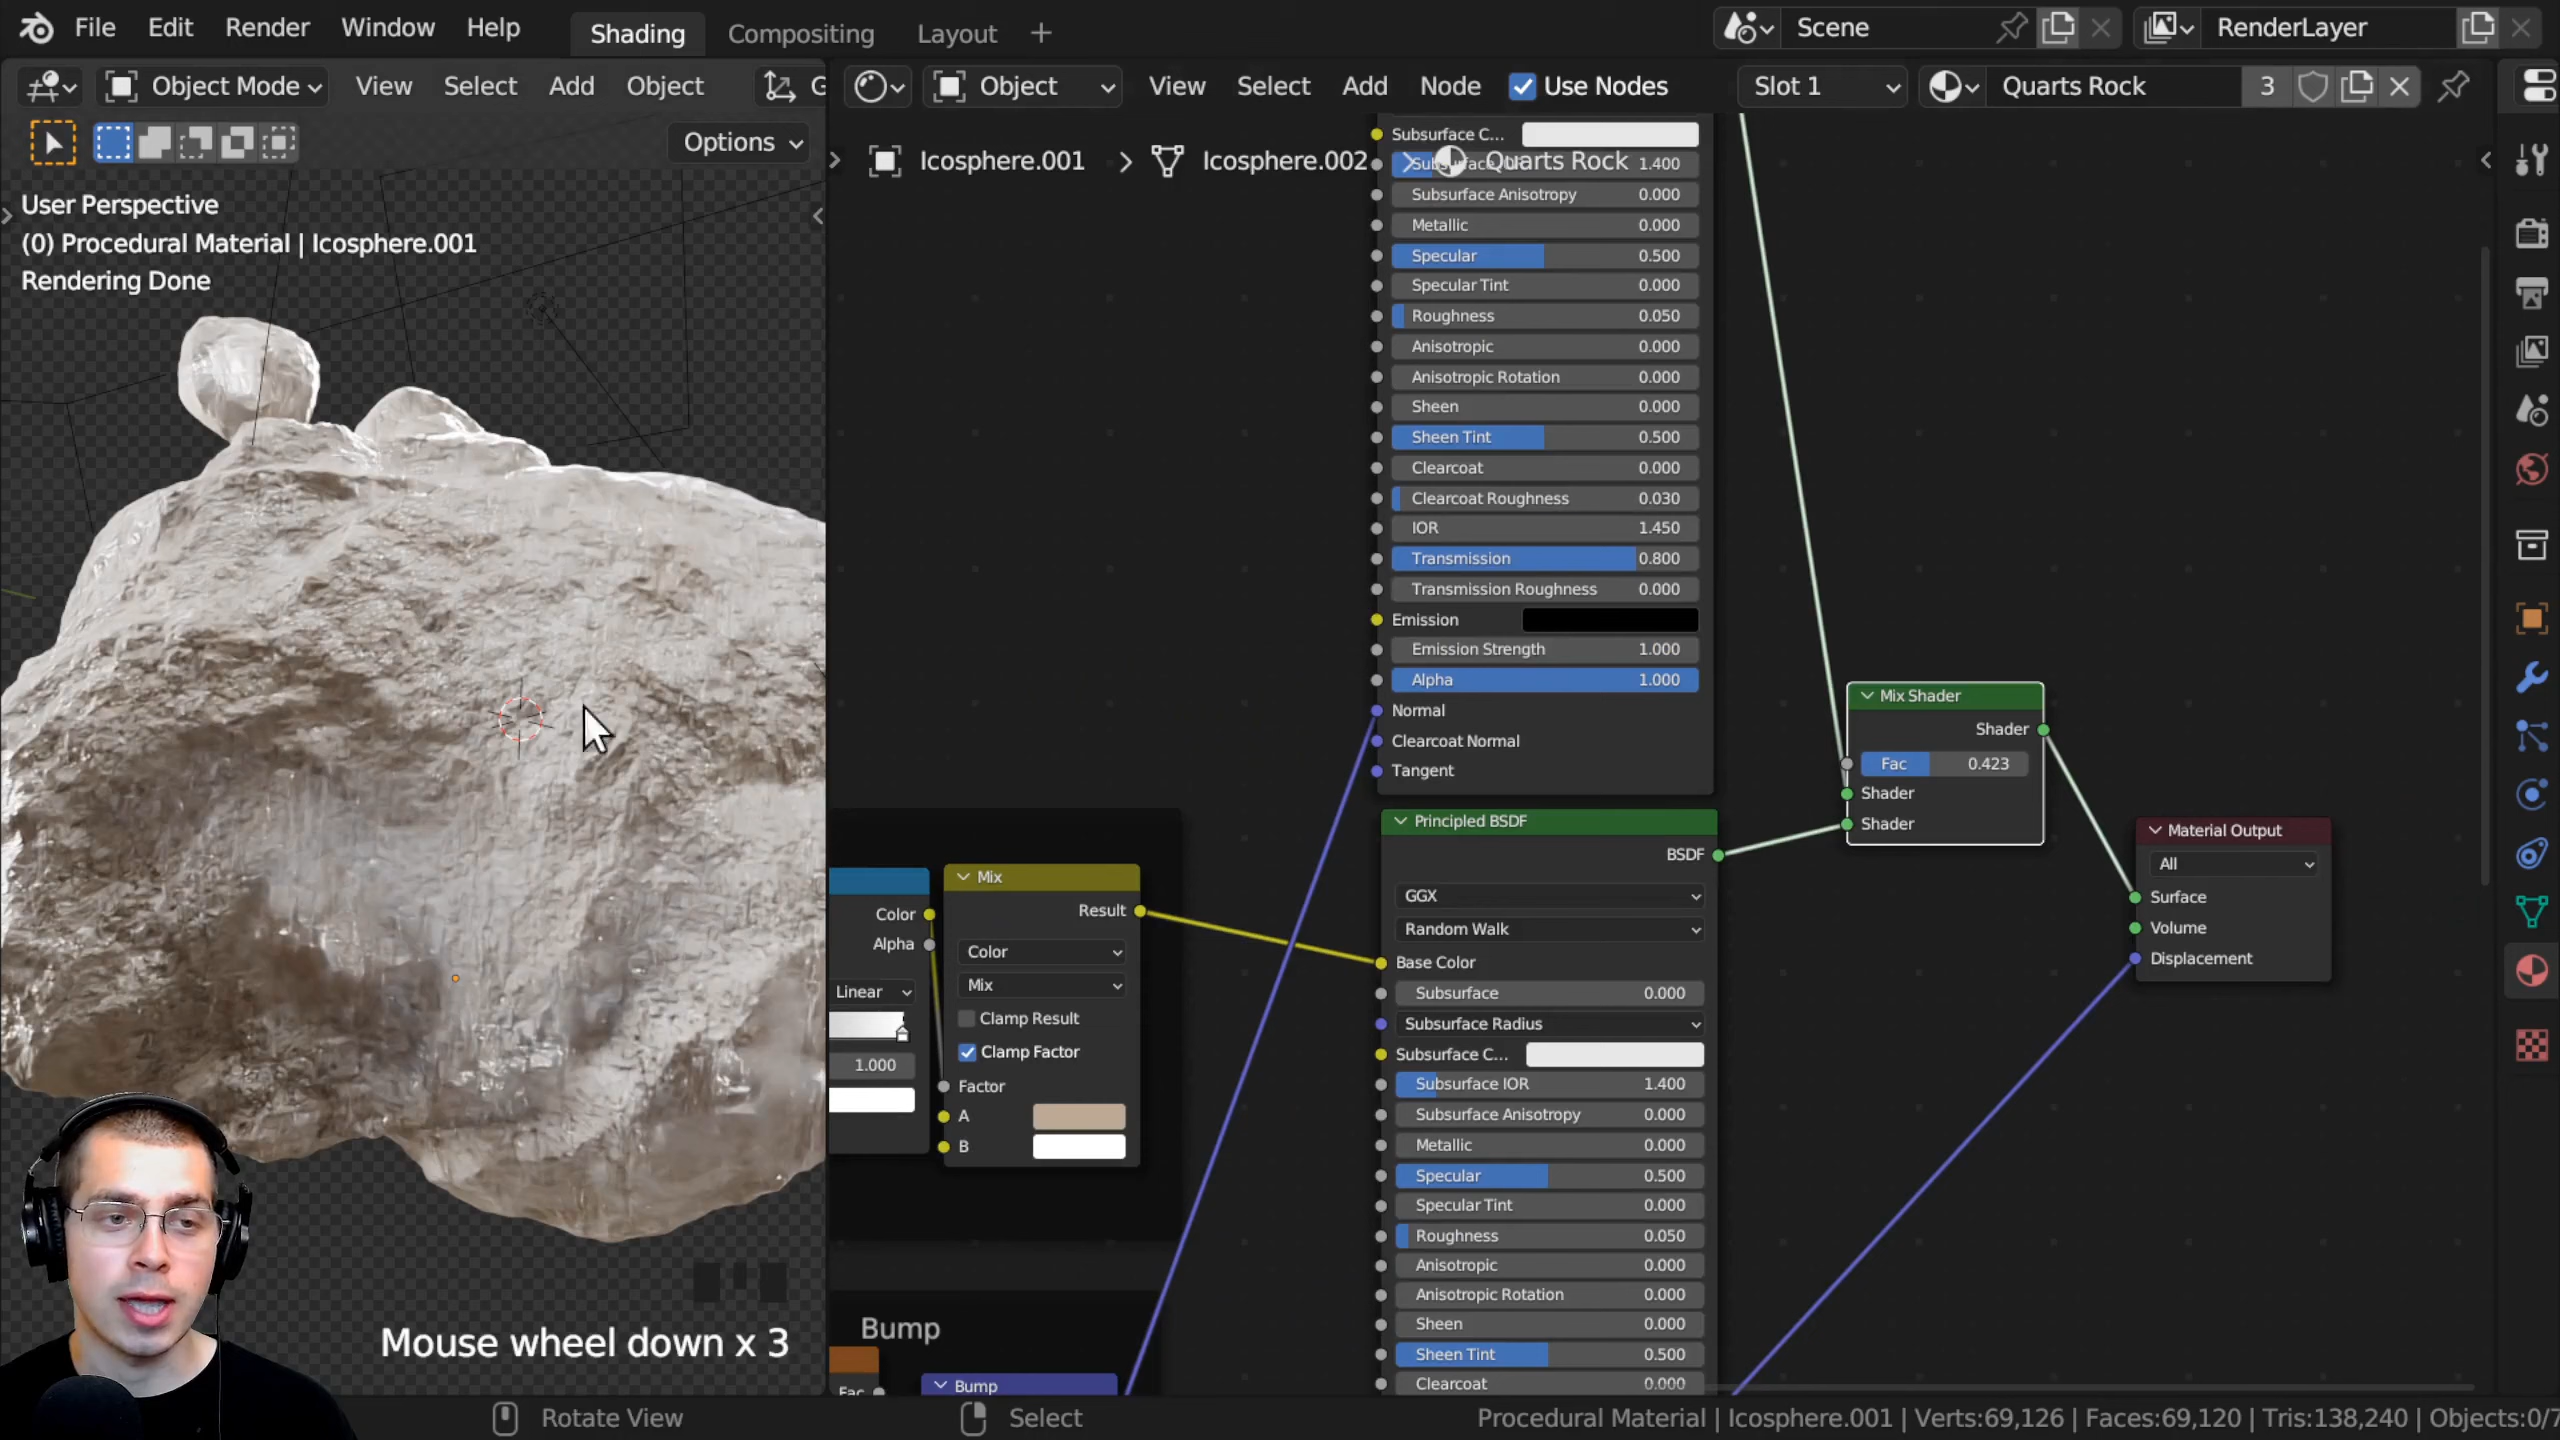 File Edit Render Window Help Shading Compositing Layout Scene RenderLayer
Object Mode View Select Add Object G Object View Select Add Node Use Nodes Slot 1 Quarts Rock 3
Options
Icosphere.001 Icosphere.002 Quarts Rock
User Perspective
(0) Procedural Material | Icosphere.001
Rendering Done
Subsurface C...
1.400
Subsurface Anisotropy 0.000
Metallic 0.000
Specular 0.500
Specular Tint 0.000
Roughness 0.050
Anisotropic 0.000
Anisotropic Rotation 0.000
Sheen 0.000
Sheen Tint 0.500
Clearcoat 0.000
Clearcoat Roughness 0.030
IOR 1.450
Transmission 0.800
Transmission Roughness 0.000
Emission
Emission Strength 1.000
Alpha 1.000
Normal
Clearcoat Normal
Tangent
Mix Shader
Shader
Fac 0.423
Shader
Shader
Material Output
All
Surface
Volume
Displacement
Color
Alpha
Linear
1.000
Mix
Result
Color
Mix
Clamp Result
Clamp Factor
Factor
A
B
Principled BSDF
BSDF
GGX
Random Walk
Base Color
Subsurface 0.000
Subsurface Radius
Subsurface C...
Subsurface IOR 1.400
Subsurface Anisotropy 0.000
Metallic 0.000
Specular 0.500
Specular Tint 0.000
Roughness 0.050
Anisotropic 0.000
Anisotropic Rotation 0.000
Sheen 0.000
Sheen Tint 0.500
Clearcoat 0.000
Bump
Fac
Bump
Mouse wheel down x 3
Rotate View Select Procedural Material | Icosphere.001 | Verts:69,126 | Faces:69,120 | Tris:138,240 | Objects:0/7